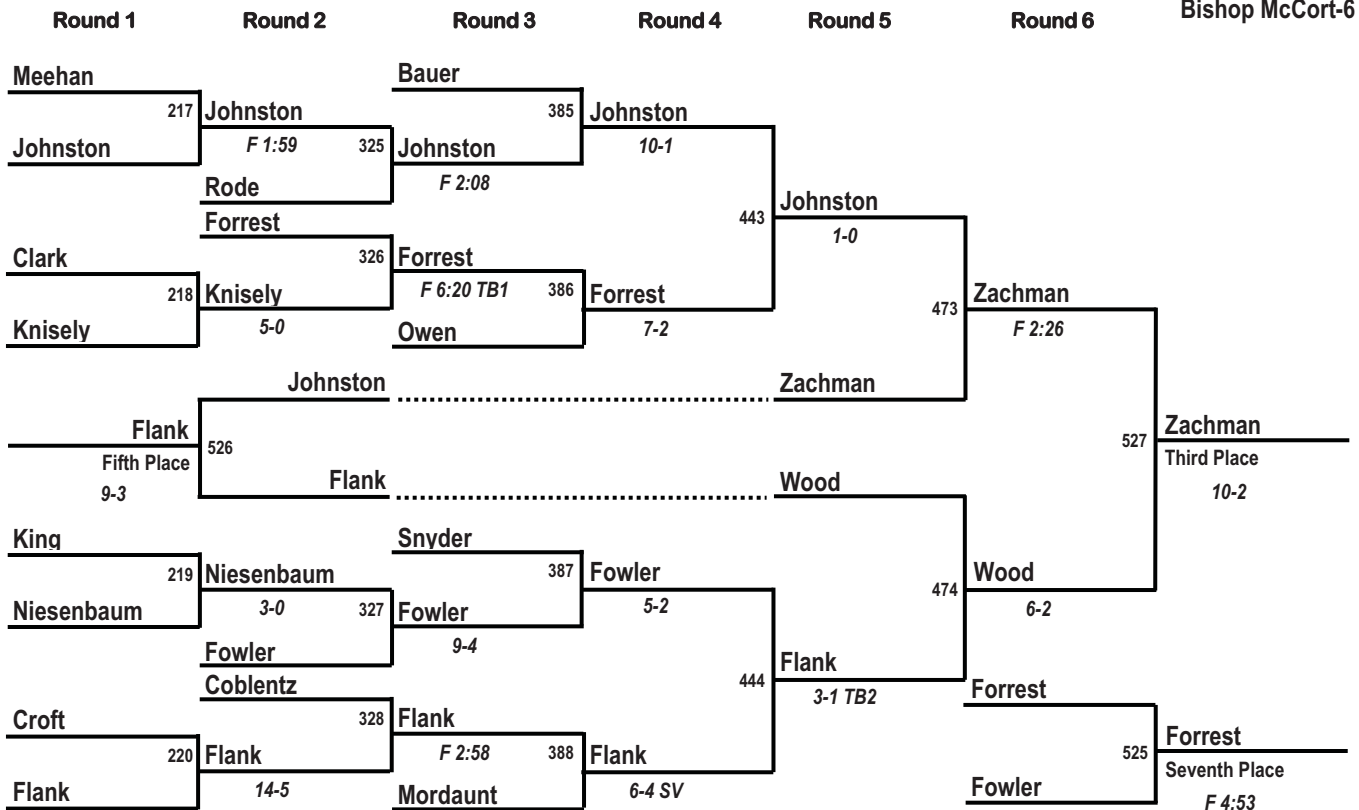 Bishop McCort-6
Round 1 Round 2 Round 3 Round 4 Round 5 Round 6
Meehan
217
Johnston
Johnston
F 1:59
325
Rode
Bauer
385
Johnston
F 2:08
Johnston
10-1
443
Forrest
326
Clark
218
Knisely
Knisely
5-0
Forrest
F 6:20 TB1
386
Owen
Forrest
7-2
Johnston
1-0
473
Zachman
Zachman
F 2:26
527
Zachman
Third Place
10-2
Johnston
526
Flank
Fifth Place
9-3
Flank
Wood
474
Wood
6-2
King
219
Niesenbaum
Niesenbaum
3-0
327
Fowler
Snyder
387
Fowler
9-4
Fowler
5-2
444
Flank
3-1 TB2
Coblentz
328
Croft
220
Flank
Flank
14-5
Flank
F 2:58
388
Mordaunt
Flank
6-4 SV
Forrest
525
Fowler
Forrest
Seventh Place
F 4:53